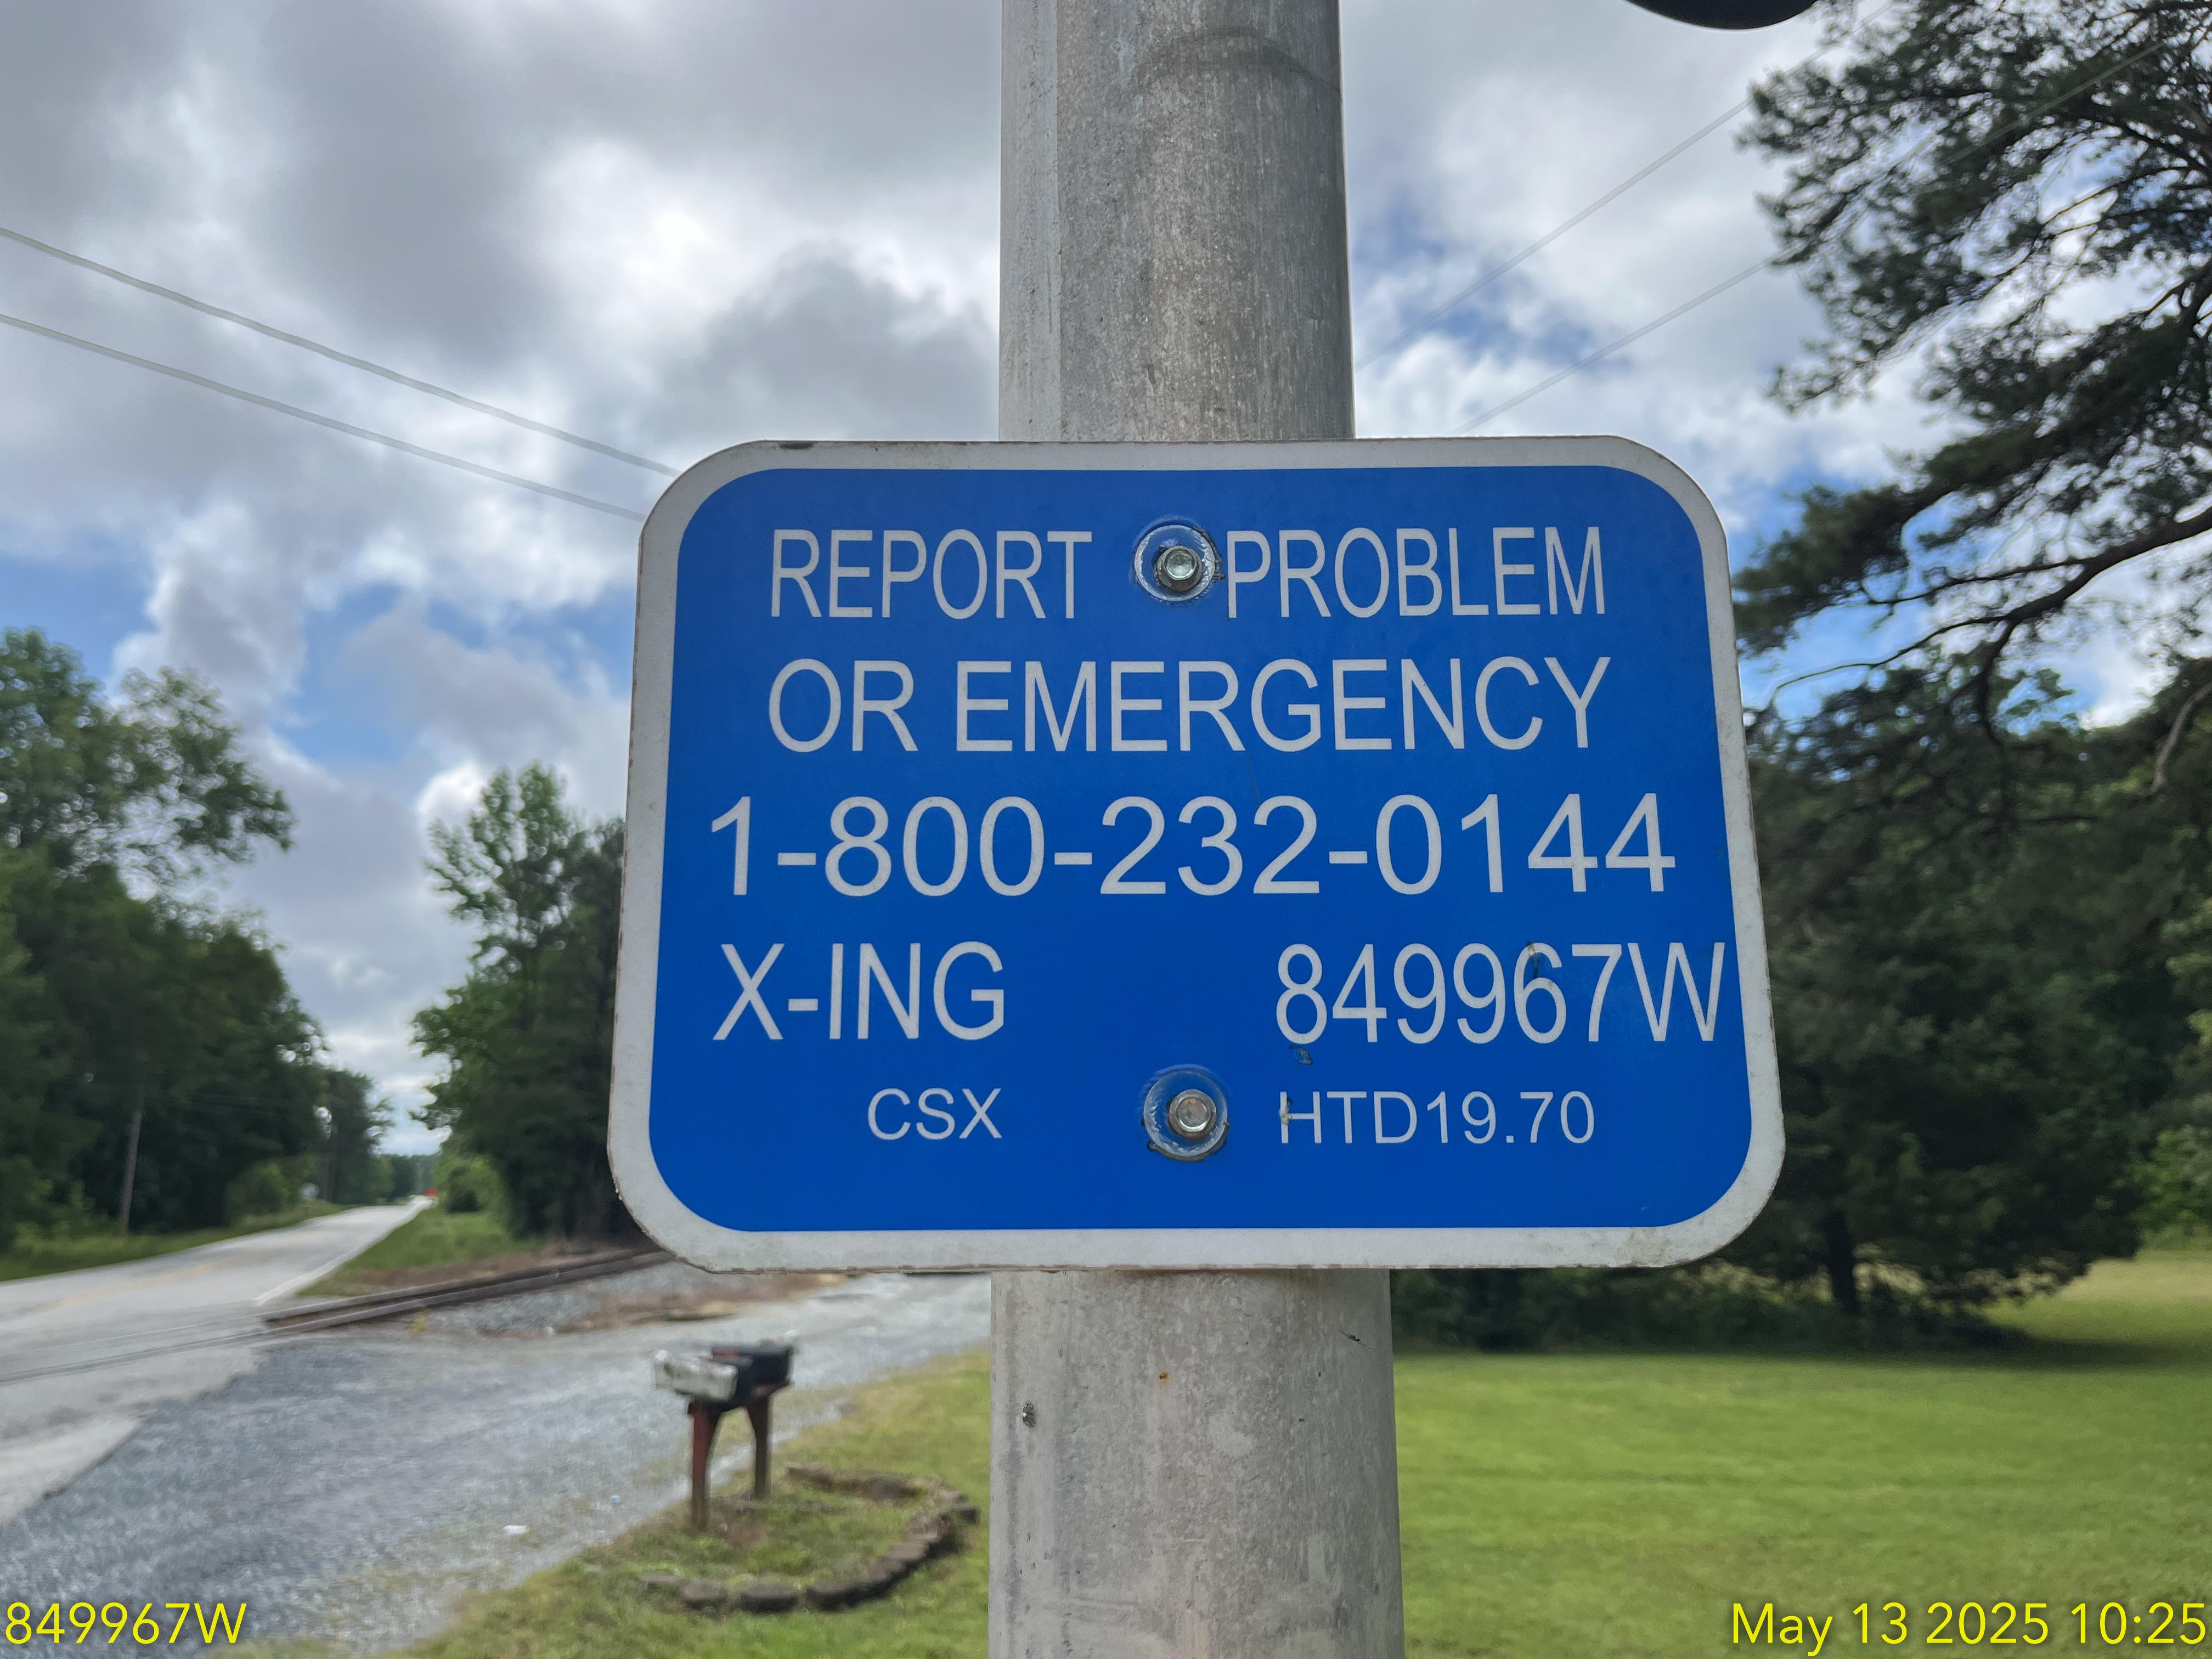 REPORT PROBLEM
OR EMERGENCY
1-800-232-0144
X-ING 849967W
CSX HTD19.70
849967W
May 13 2025 10:25